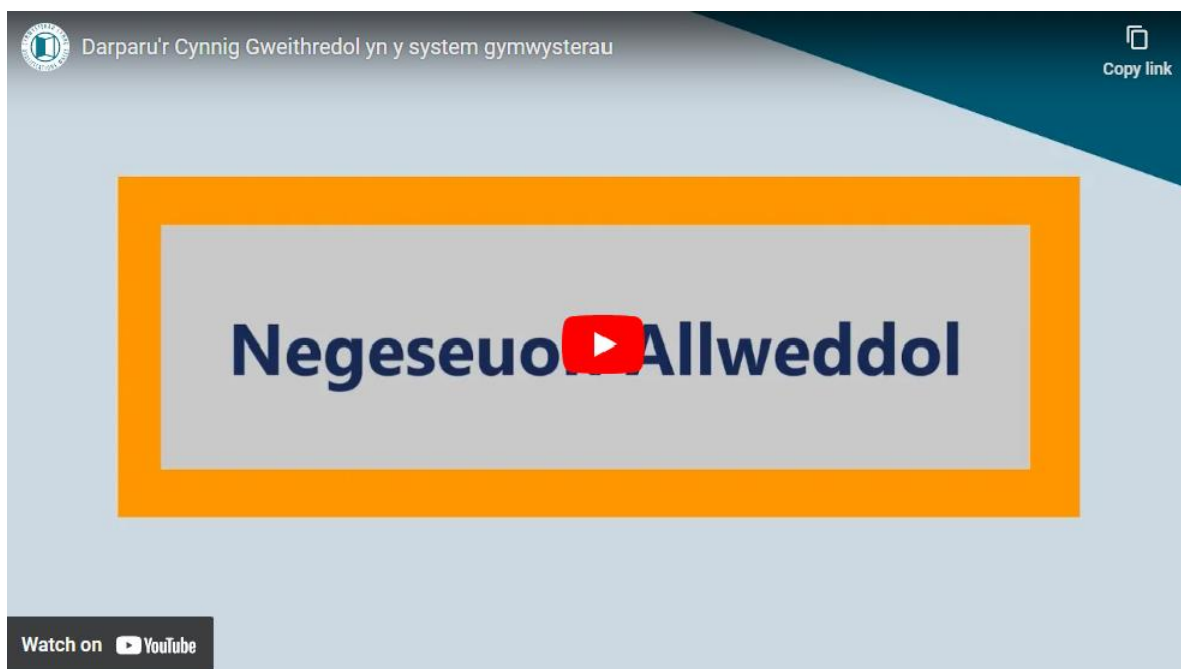 Darparu'r Cynnig Gweithredol yn y system gymwysterau
Copy link
Negeseuon Allweddol
Watch on YouTube